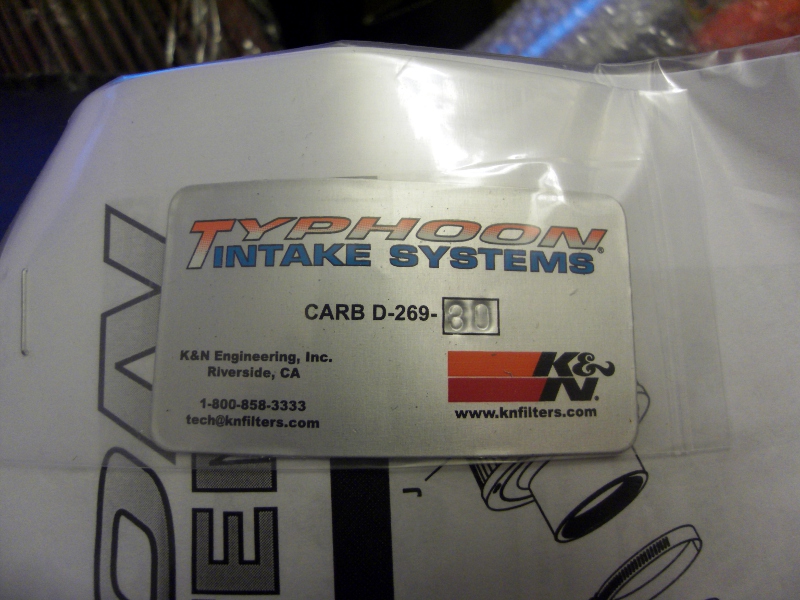 TYPHOON
INTAKE SYSTEMS®
CARB D-269-30
K&N Engineering, Inc.
Riverside, CA
1-800-858-3333
tech@knfilters.com
K&N.
www.knfilters.com
J